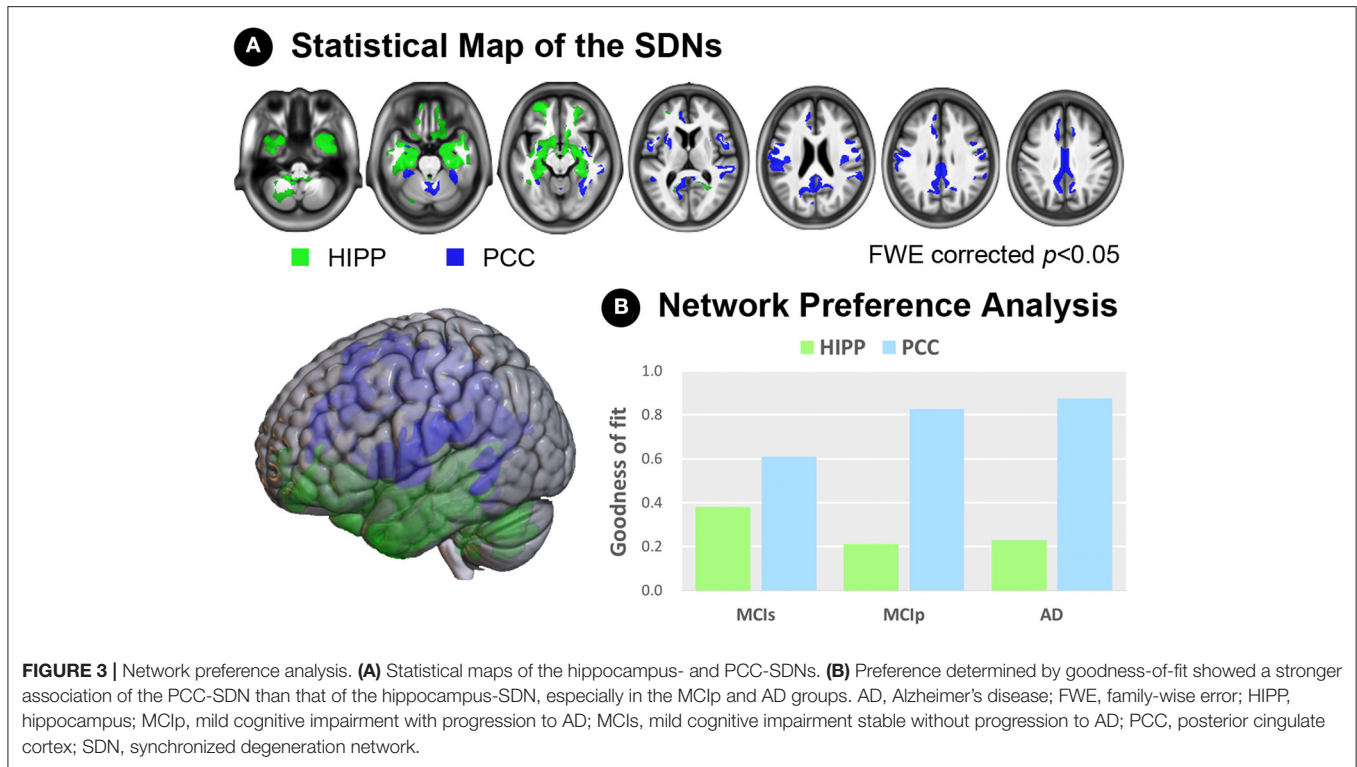 A Statistical Map of the SDNs
HIPP PCC
FWE corrected p<0.05
B Network Preference Analysis
HIPP PCC
Goodness of fit
1.0
0.8
0.6
0.4
0.2
0.0
MCIs MCIp AD
FIGURE 3 | Network preference analysis. (A) Statistical maps of the hippocampus- and PCC-SDNs. (B) Preference determined by goodness-of-fit showed a stronger
association of the PCC-SDN than that of the hippocampus-SDN, especially in the MCIp and AD groups. AD, Alzheimer's disease; FWE, family-wise error; HIPP,
hippocampus; MCIp, mild cognitive impairment with progression to AD; MCIs, mild cognitive impairment stable without progression to AD; PCC, posterior cingulate
cortex; SDN, synchronized degeneration network.